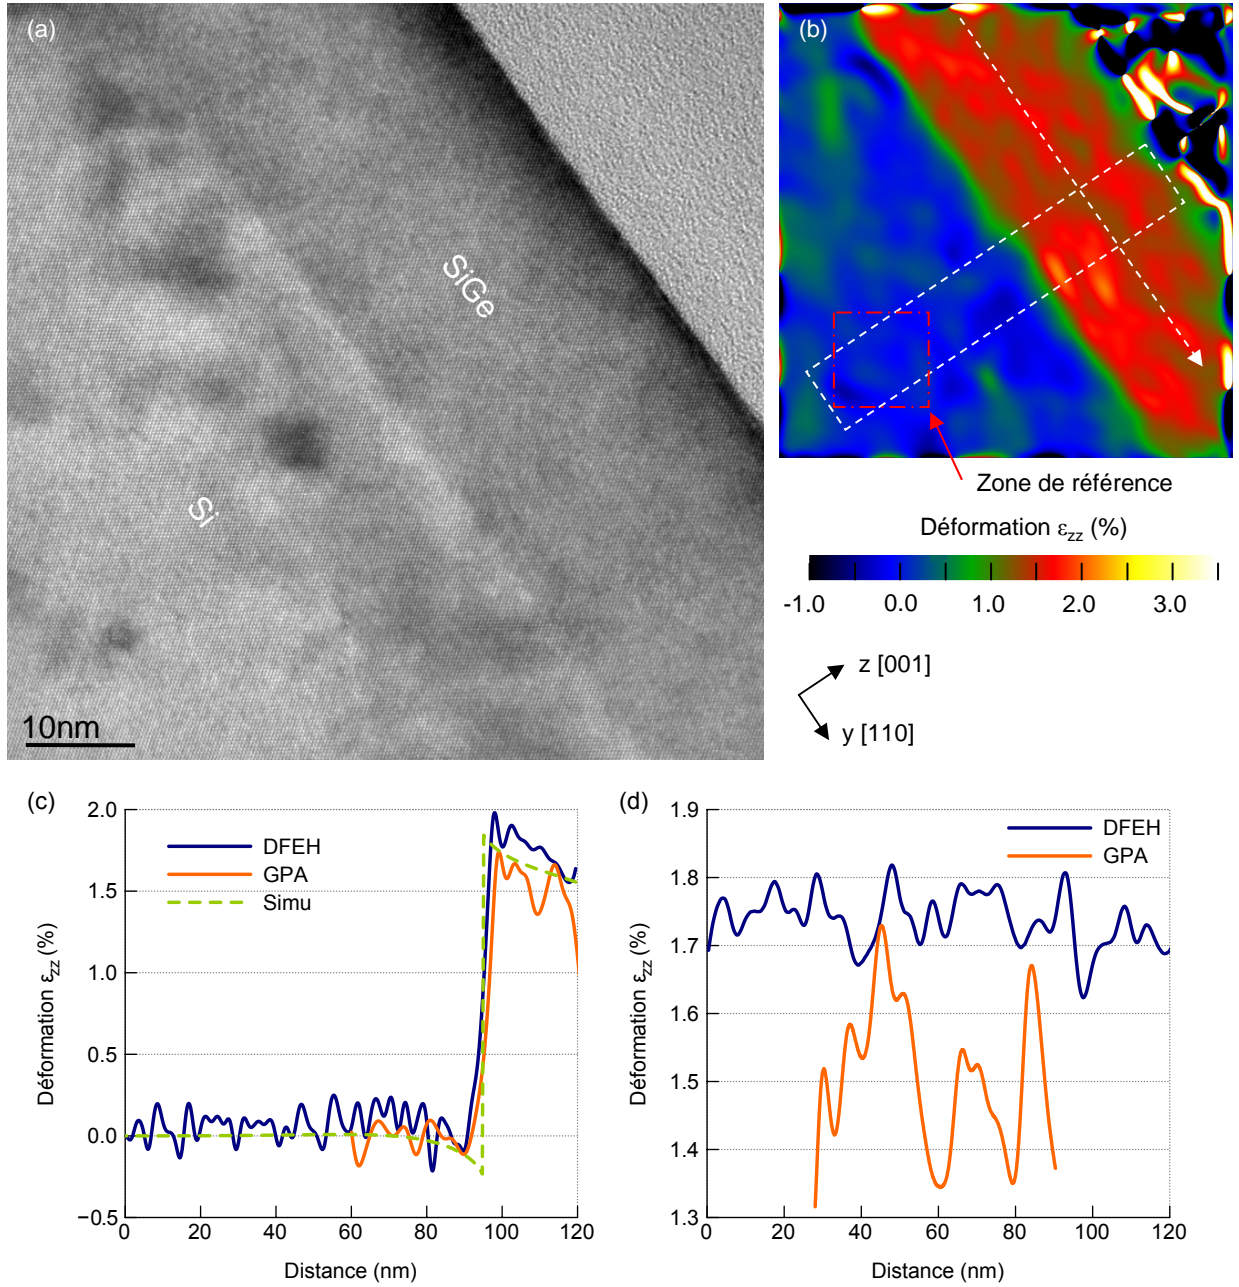 (a)
SiGe
Si
10nm
(b)
Zone de référence
Déformation εzz (%)
-1.0 0.0 1.0 2.0 3.0
z [001]
y [110]
(c)
2.0
1.5
1.0
0.5
0.0
−0.5
0 20 40 60 80 100 120
Déformation εzz (%)
Distance (nm)
DFEH
GPA
Simu
(d)
1.9
1.8
1.7
1.6
1.5
1.4
1.3
0 20 40 60 80 100 120
Déformation εzz (%)
Distance (nm)
DFEH
GPA